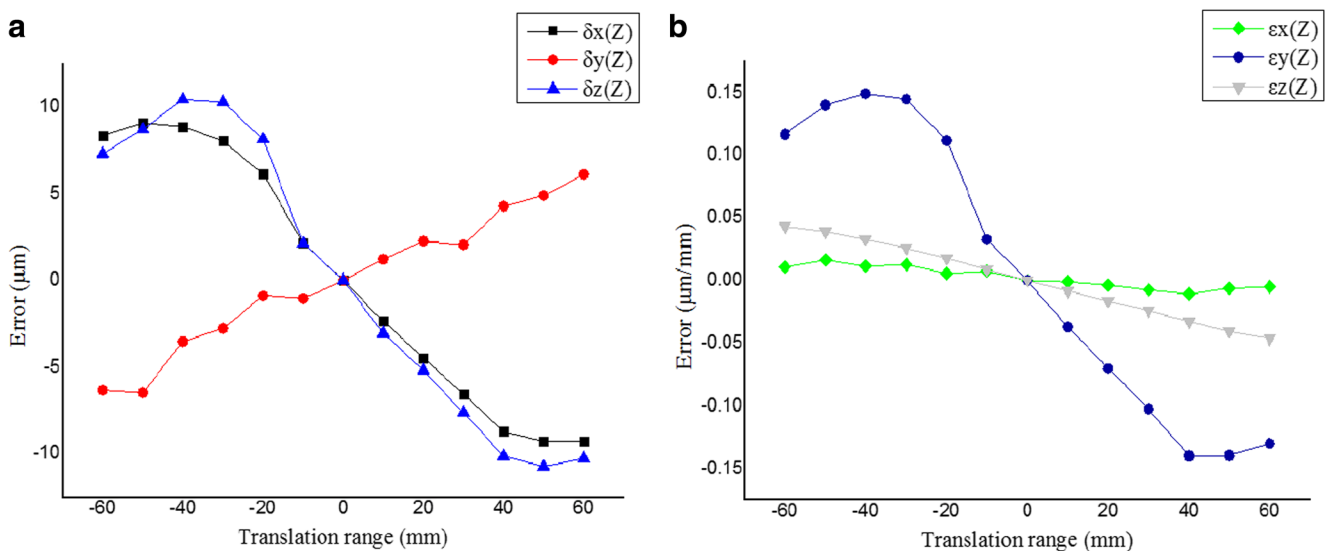 a
δx(Z)
δy(Z)
δz(Z)
10
5
0
-5
-10
Error (μm)
-60 -40 -20 0 20 40 60
Translation range (mm)
b
εx(Z)
εy(Z)
εz(Z)
0.15
0.10
0.05
0.00
-0.05
-0.10
-0.15
Error (μm/mm)
-60 -40 -20 0 20 40 60
Translation range (mm)